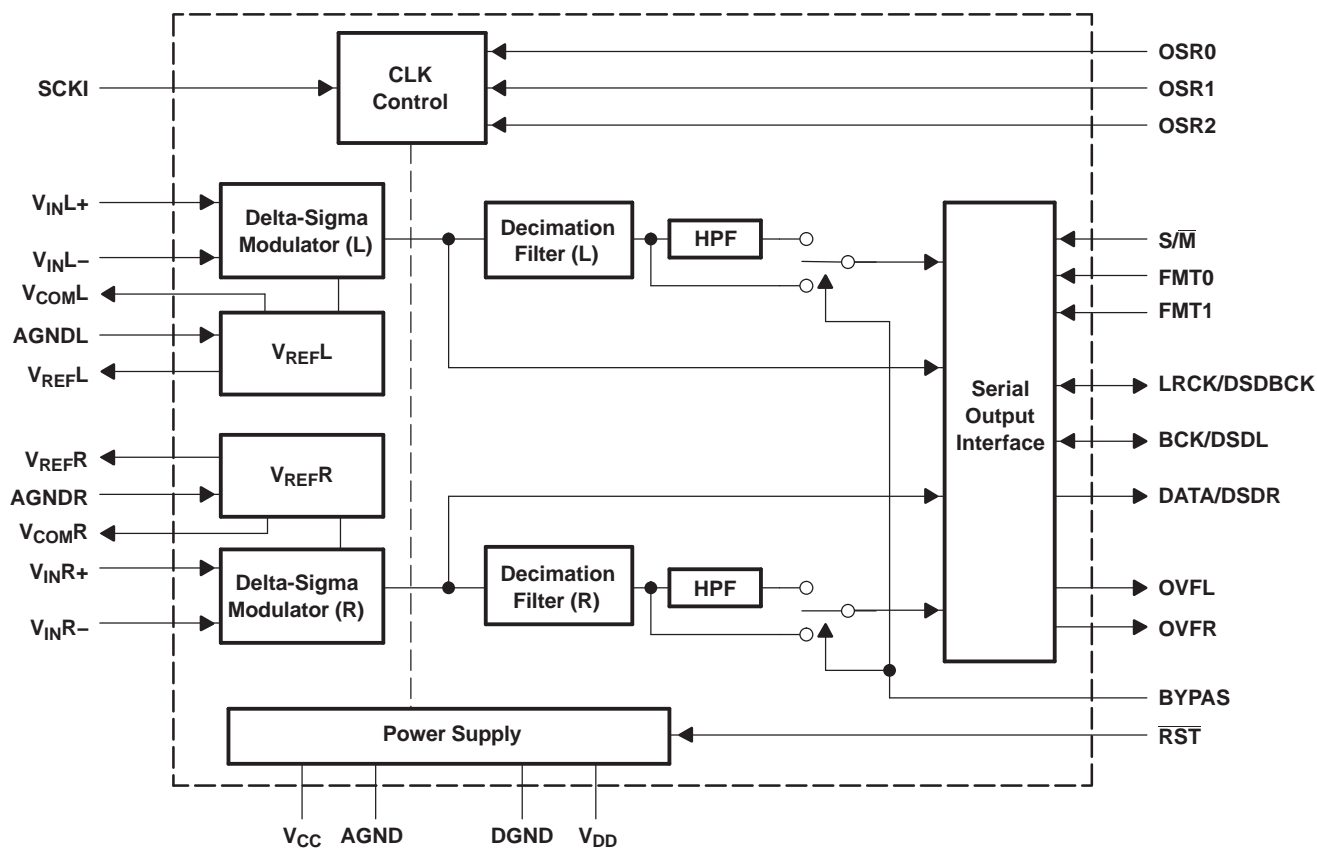 OSR0
SCKI
CLK
Control
OSR1
OSR2
VINL+
Delta-Sigma
Modulator (L)
Decimation
Filter (L)
HPF
S/M̅
VINL−
FMT0
VCOML
FMT1
AGNDL
VREFL
VREFL
Serial
Output
Interface
LRCK/DSDBCK
BCK/DSDL
VREFR
VREFR
AGNDR
DATA/DSDR
VCOMR
VINR+
Delta-Sigma
Modulator (R)
Decimation
Filter (R)
HPF
OVFL
VINR−
OVFR
BYPAS
Power Supply
R̅S̅T̅
VCC
AGND
DGND
VDD